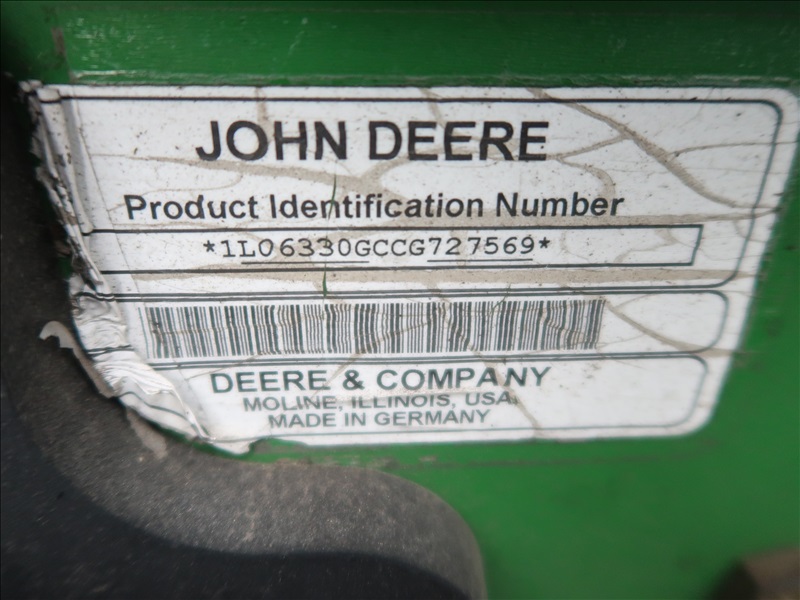 JOHN DEERE
Product Identification Number
*1L06330GCCG727569*
DEERE & COMPANY
MOLINE, ILLINOIS, USA
MADE IN GERMANY